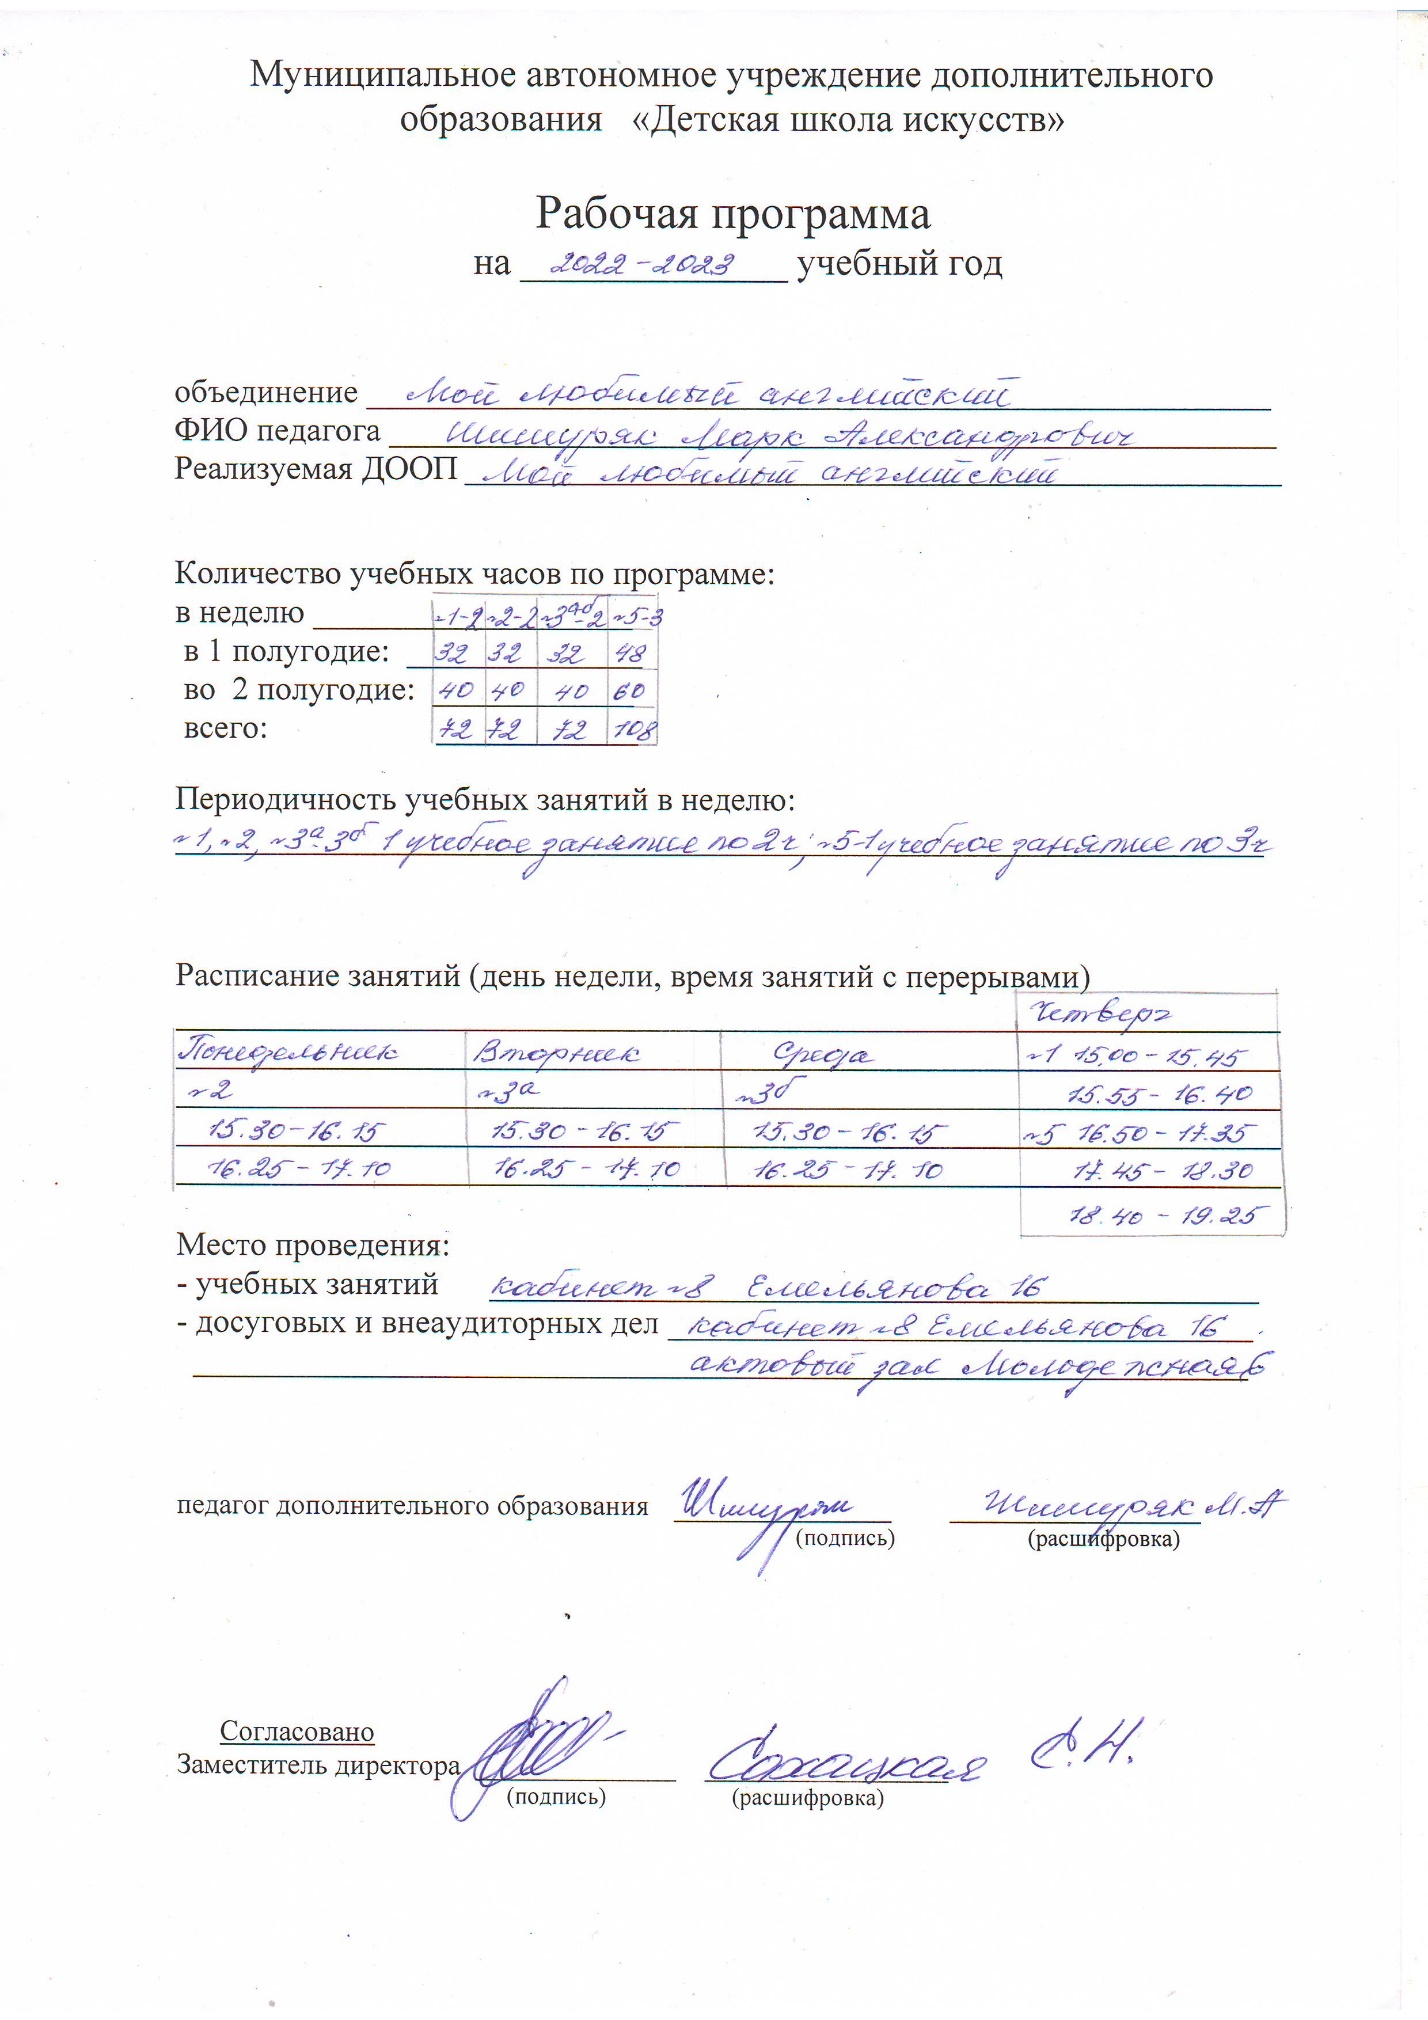 Муниципальное автономное учреждение дополнительного
образования «Детская школа искусств»
Рабочая программа
на 2022-2023 учебный год
объединение Мой любимый английский
ФИО педагога Шишуряк Марк Александрович
Реализуемая ДООП Мой любимый английский
Количество учебных часов по программе:
в неделю №1-2 №2-2 №3аб-2 №5-3
в 1 полугодие: 32 32 32 48
во 2 полугодие: 40 40 40 60
всего: 72 72 72 108
Периодичность учебных занятий в неделю:
№1, №2, №3а-3б 1 учебное занятие по 2ч; №5-1 учебное занятие по 3ч
Расписание занятий (день недели, время занятий с перерывами)
Четверг
Понедельник Вторник Среда №1 15.00 - 15.45
№2 №3а №3б 15.55 - 16.40
15.30-16.15 15.30 - 16.15 15.30 - 16.15 №5 16.50 - 17.35
16.25 - 17.10 16.25 - 17.10 16.25 - 17.10 17.45 - 18.30
18.40 - 19.25
Место проведения:
- учебных занятий кабинет №8 Емельянова 16
- досуговых и внеаудиторных дел кабинет №8 Емельянова 16
актовый зал Молодежная 6
педагог дополнительного образования Шишуряк Шишуряк М.А
(подпись) (расшифровка)
Согласовано
Заместитель директора Сахацкая С.Н.
(подпись) (расшифровка)